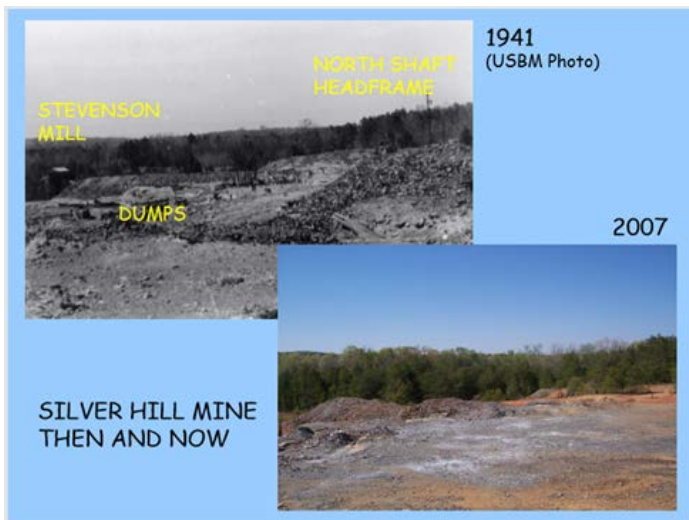 1941
(USBM Photo)
NORTH SHAFT
HEADFRAME
STEVENSON
MILL
DUMPS
2007
SILVER HILL MINE
THEN AND NOW